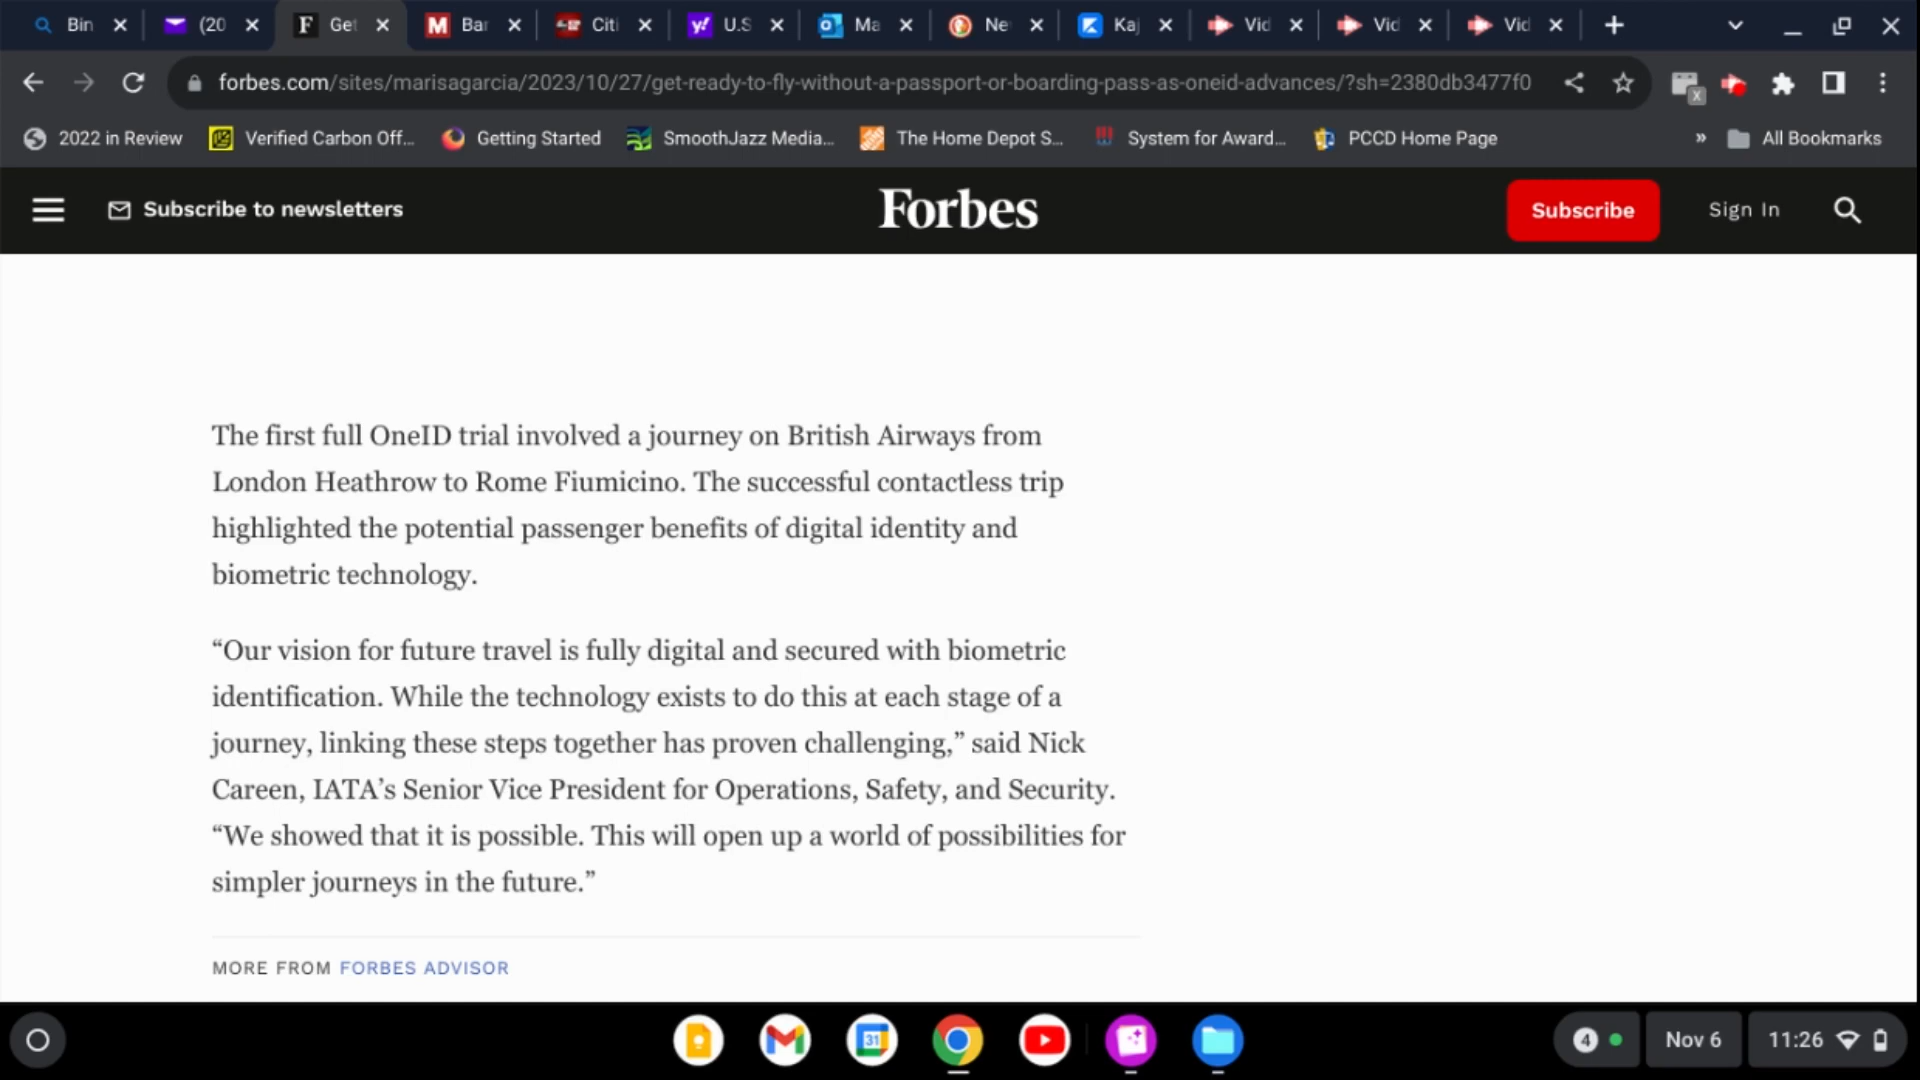 Bin
(20
Get
Bar
Citi
U.S
Ma
Ne
Kaj
Vid
Vid
Vid
forbes.com/sites/marisagarcia/2023/10/27/get-ready-to-fly-without-a-passport-or-boarding-pass-as-oneid-advances/?sh=2380db3477f0
2022 in Review
Verified Carbon Off...
Getting Started
SmoothJazz Media...
The Home Depot S...
System for Award...
PCCD Home Page
»
All Bookmarks
Subscribe to newsletters
Forbes
Subscribe
Sign In
The first full OneID trial involved a journey on British Airways from
London Heathrow to Rome Fiumicino. The successful contactless trip
highlighted the potential passenger benefits of digital identity and
biometric technology.
“Our vision for future travel is fully digital and secured with biometric
identification. While the technology exists to do this at each stage of a
journey, linking these steps together has proven challenging,” said Nick
Careen, IATA’s Senior Vice President for Operations, Safety, and Security.
“We showed that it is possible. This will open up a world of possibilities for
simpler journeys in the future.”
MORE FROM FORBES ADVISOR
31
4
Nov 6
11:26